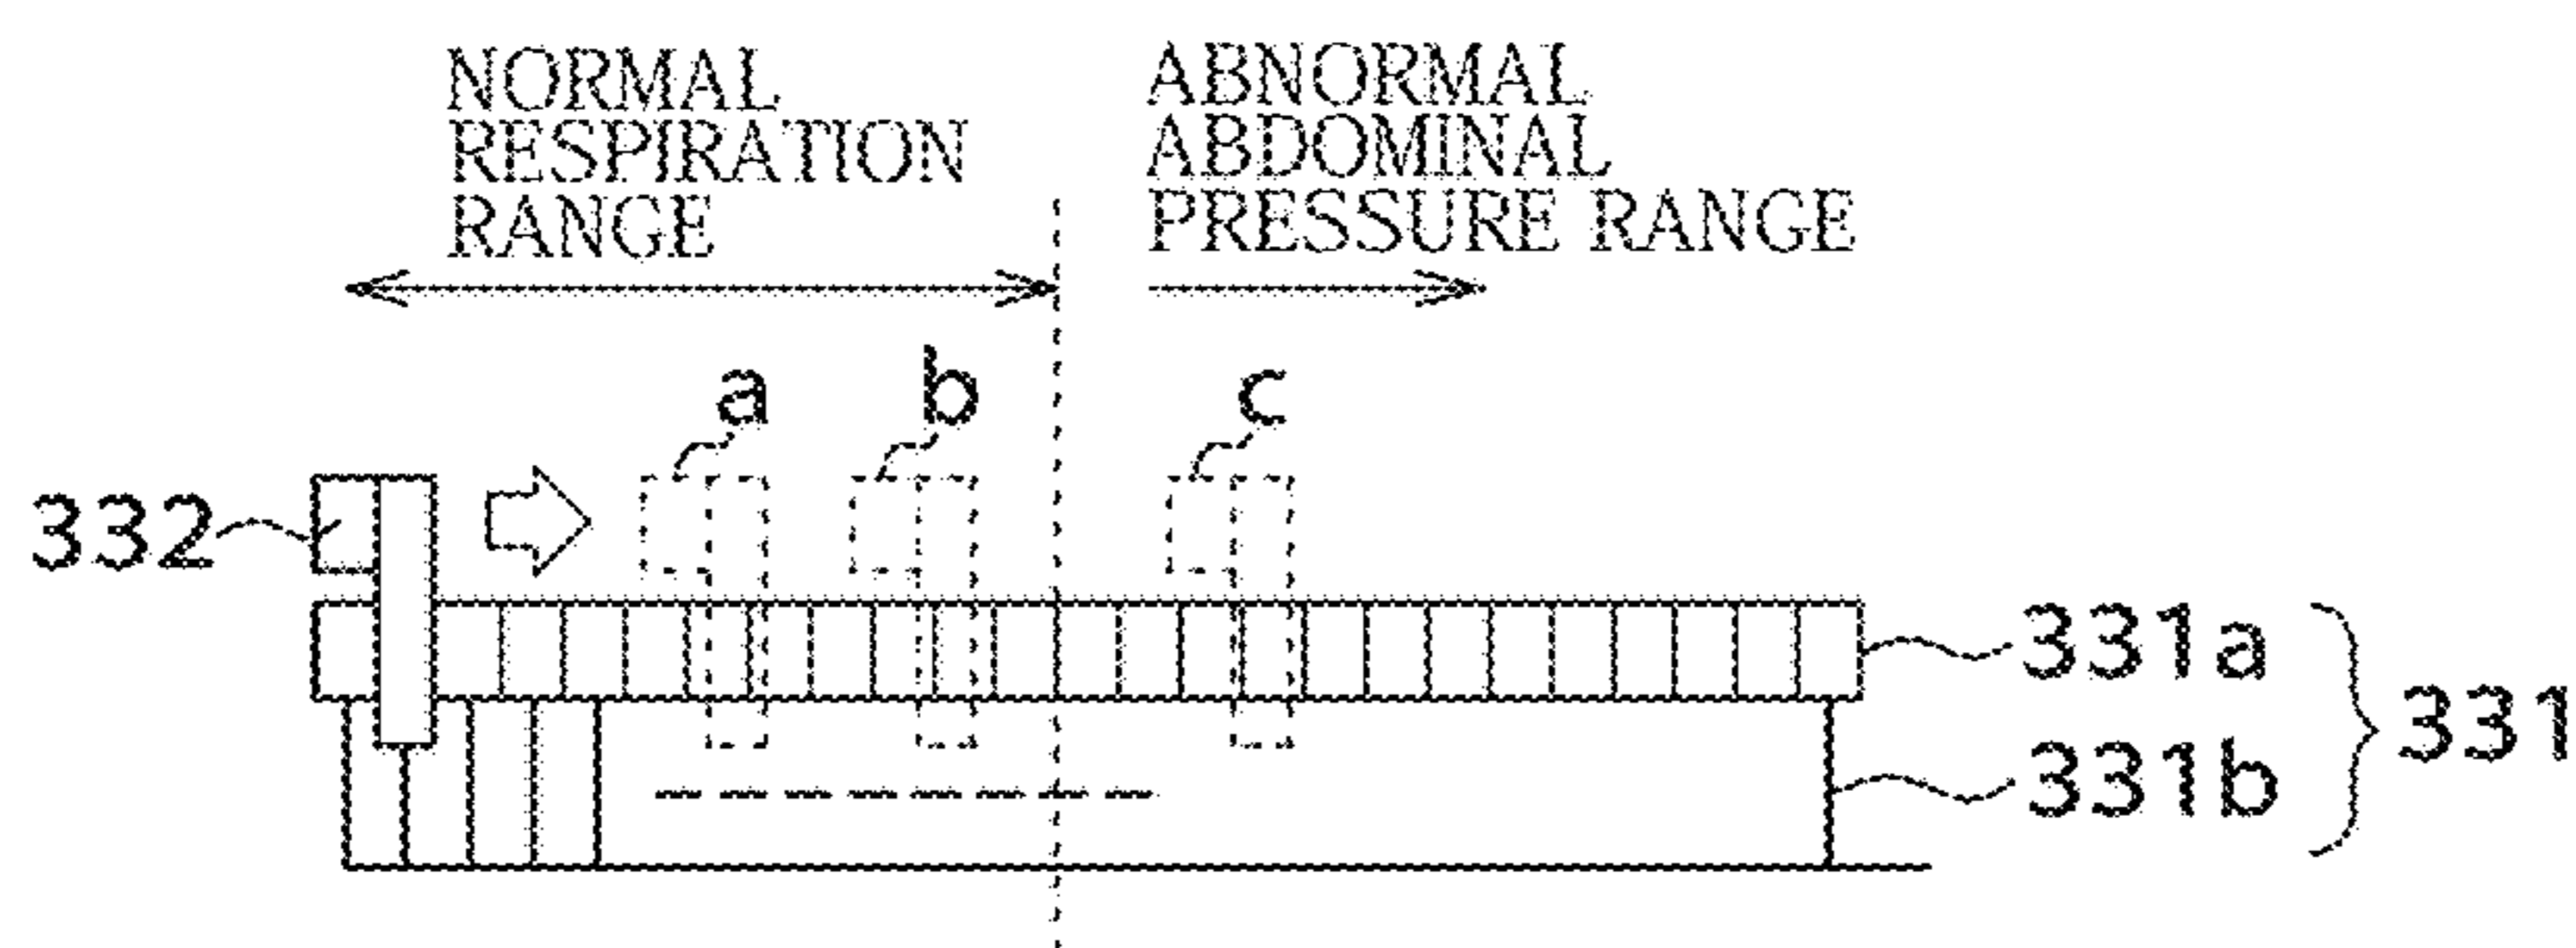 NORMAL
RESPIRATION
RANGE
ABNORMAL
ABDOMINAL
PRESSURE RANGE
a
b
c
332
331a
331b
331